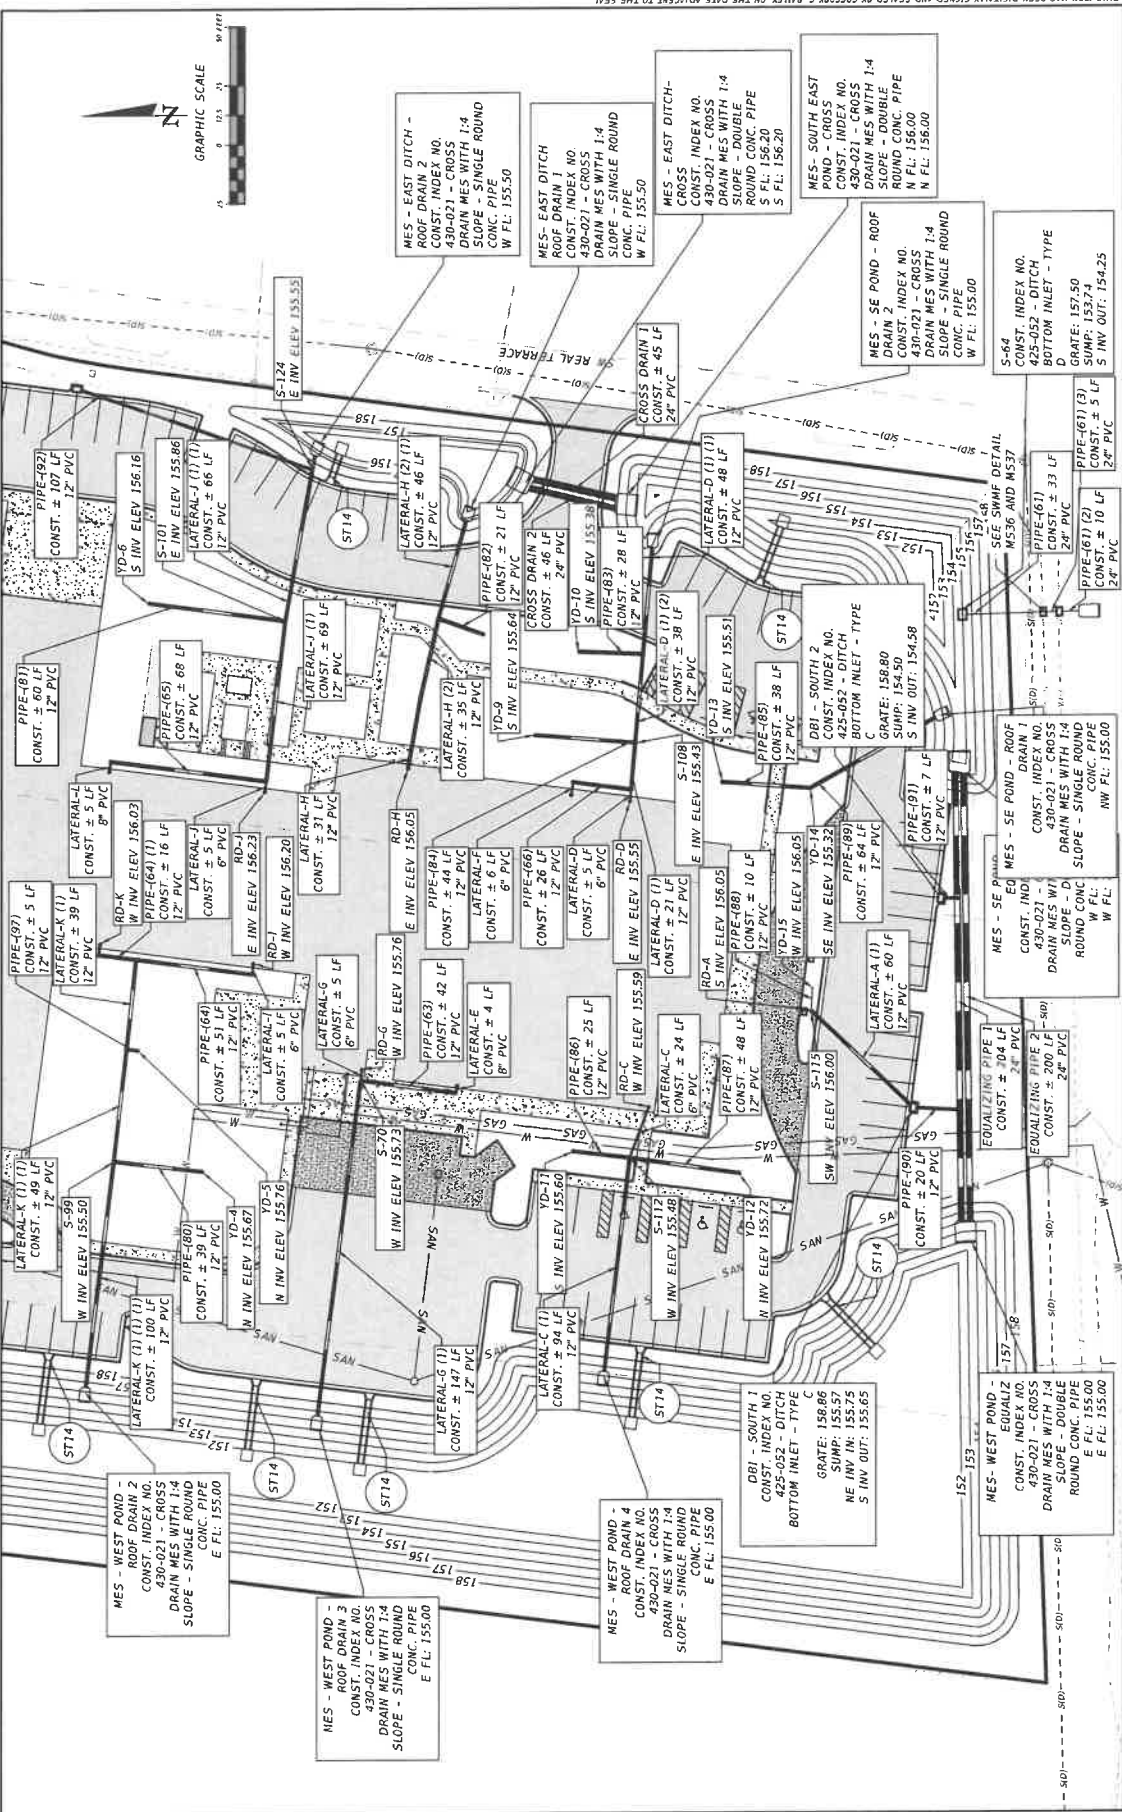 GRAPHIC SCALE
25
0
12.5
25
50 FEET
N
MES - EAST DITCH -
ROOF DRAIN 2
CONST. INDEX NO.
430-021 - CROSS
DRAIN MES WITH 1:4
SLOPE - SINGLE ROUND
CONC. PIPE
W FL: 155.50
MES- EAST DITCH
ROOF DRAIN 1
CONST. INDEX NO.
430-021 - CROSS
DRAIN MES WITH 1:4
SLOPE - SINGLE ROUND
CONC. PIPE
W FL: 155.50
MES - EAST DITCH-
CROSS
CONST. INDEX NO.
430-021 - CROSS
DRAIN MES WITH 1:4
SLOPE - DOUBLE
ROUND CONC. PIPE
S FL: 156.20
S FL: 156.20
MES- SOUTH EAST
POND - CROSS
CONST. INDEX NO.
430-021 - CROSS
DRAIN MES WITH 1:4
SLOPE - DOUBLE
ROUND CONC. PIPE
N FL: 156.00
N FL: 156.00
MES - SE POND - ROOF
DRAIN 2
CONST. INDEX NO.
430-021 - CROSS
DRAIN MES WITH 1:4
SLOPE - SINGLE ROUND
CONC. PIPE
W FL: 155.00
S-64
CONST. INDEX NO.
425-052 - DITCH
BOTTOM INLET - TYPE
D
GRATE: 157.50
SUMP: 153.74
S INV OUT: 154.25
S-124
E INV ELEV 155.55
SW REAL TERRACE
CROSS DRAIN 1
CONST. ± 45 LF
24" PVC
PIPE-(92)
CONST. ± 107 LF
12" PVC
YD-6
S INV ELEV 156.16
S-101
E INV ELEV 155.86
LATERAL-J (1) (1)
CONST. ± 66 LF
12" PVC
ST14
LATERAL-H (2) (1)
CONST. ± 46 LF
12" PVC
PIPE-(82)
CONST. ± 21 LF
12" PVC
CROSS DRAIN 2
CONST. ± 46 LF
24" PVC
YD-10
S INV ELEV 155.38
PIPE-(83)
CONST. ± 28 LF
12" PVC
LATERAL-D (1) (1)
CONST. ± 48 LF
12" PVC
SEE SWMF DETAIL
MS36 AND MS37
PIPE-(61)
CONST. ± 33 LF
24" PVC
PIPE-(61) (3)
CONST. ± 5 LF
24" PVC
PIPE-(61) (2)
CONST. ± 10 LF
24" PVC
PIPE-(81)
CONST. ± 60 LF
12" PVC
PIPE-(65)
CONST. ± 68 LF
12" PVC
LATERAL-J (1)
CONST. ± 69 LF
12" PVC
LATERAL-H (2)
CONST. ± 35 LF
12" PVC
YD-9
S INV ELEV 155.64
LATERAL-D (1) (2)
CONST. ± 38 LF
12" PVC
YD-13
S INV ELEV 155.51
PIPE-(85)
CONST. ± 38 LF
12" PVC
ST14
DBI - SOUTH 2
CONST. INDEX NO.
425-052 - DITCH
BOTTOM INLET - TYPE
C
GRATE: 158.80
SUMP: 154.50
S INV OUT: 154.58
LATERAL-L
CONST. ± 5 LF
8" PVC
RD-K
W INV ELEV 156.03
PIPE-(64) (1)
CONST. ± 16 LF
12" PVC
LATERAL-J
CONST. ± 5 LF
6" PVC
RD-J
E INV ELEV 156.23
RD-I
W INV ELEV 156.20
LATERAL-H
CONST. ± 31 LF
12" PVC
RD-H
E INV ELEV 156.05
PIPE-(84)
CONST. ± 44 LF
12" PVC
LATERAL-F
CONST. ± 6 LF
6" PVC
PIPE-(66)
CONST. ± 26 LF
12" PVC
LATERAL-D
CONST. ± 5 LF
6" PVC
RD-D
E INV ELEV 155.55
LATERAL-D (1)
CONST. ± 21 LF
12" PVC
S-108
E INV ELEV 155.43
RD-A
S INV ELEV 156.05
PIPE-(88)
CONST. ± 10 LF
12" PVC
YD-15
W INV ELEV 156.05
YD-14
SE INV ELEV 155.32
PIPE-(89)
CONST. ± 64 LF
12" PVC
PIPE-(91)
CONST. ± 7 LF
12" PVC
MES - SE POND - ROOF
DRAIN 1
CONST. INDEX NO.
430-021 - CROSS
DRAIN MES WITH 1:4
SLOPE - SINGLE ROUND
CONC. PIPE
NW FL: 155.00
MES - SE POND
CONST. IND
430-021 -
DRAIN MES WI
SLOPE - D
ROUND CONC
W FL:
W FL:
PIPE-(97)
CONST. ± 5 LF
12" PVC
LATERAL-K (1)
CONST. ± 39 LF
12" PVC
PIPE-(64)
CONST. ± 51 LF
12" PVC
LATERAL-I
CONST. ± 5 LF
6" PVC
LATERAL-G
CONST. ± 5 LF
6" PVC
RD-G
W INV ELEV 155.76
PIPE-(63)
CONST. ± 42 LF
12" PVC
LATERAL-E
CONST. ± 4 LF
8" PVC
PIPE-(86)
CONST. ± 25 LF
12" PVC
RD-C
W INV ELEV 155.59
LATERAL-C
CONST. ± 24 LF
6" PVC
PIPE-(87)
CONST. ± 48 LF
12" PVC
S-115
SW INV ELEV 156.00
LATERAL-A (1)
CONST. ± 60 LF
12" PVC
EQUALIZING PIPE 1
CONST. ± 204 LF
24" PVC
EQUALIZING PIPE 2
CONST. ± 200 LF
24" PVC
LATERAL-K (1) (1)
CONST. ± 49 LF
12" PVC
S-99
W INV ELEV 155.50
PIPE-(80)
CONST. ± 39 LF
12" PVC
YD-4
N INV ELEV 155.67
YD-5
N INV ELEV 155.76
S-70
W INV ELEV 155.73
YD-11
S INV ELEV 155.60
S-112
W INV ELEV 155.48
YD-12
N INV ELEV 155.72
PIPE-(90)
CONST. ± 20 LF
12" PVC
LATERAL-K (1) (1) (1)
CONST. ± 100 LF
12" PVC
LATERAL-G (1)
CONST. ± 147 LF
12" PVC
LATERAL-C (1)
CONST. ± 94 LF
12" PVC
ST14
ST14
ST14
ST14
ST14
MES - WEST POND -
ROOF DRAIN 2
CONST. INDEX NO.
430-021 - CROSS
DRAIN MES WITH 1:4
SLOPE - SINGLE ROUND
CONC. PIPE
E FL: 155.00
MES - WEST POND -
ROOF DRAIN 3
CONST. INDEX NO.
430-021 - CROSS
DRAIN MES WITH 1:4
SLOPE - SINGLE ROUND
CONC. PIPE
E FL: 155.00
MES - WEST POND -
ROOF DRAIN 4
CONST. INDEX NO.
430-021 - CROSS
DRAIN MES WITH 1:4
SLOPE - SINGLE ROUND
CONC. PIPE
E FL: 155.00
DBI - SOUTH 1
CONST. INDEX NO.
425-052 - DITCH
BOTTOM INLET - TYPE
C
GRATE: 158.86
SUMP: 155.57
NE INV IN: 155.75
S INV OUT: 155.65
MES- WEST POND -
EQUALIZ
CONST. INDEX NO.
430-021 - CROSS
DRAIN MES WITH 1:4
SLOPE - DOUBLE
ROUND CONC. PIPE
E FL: 155.00
E FL: 155.00